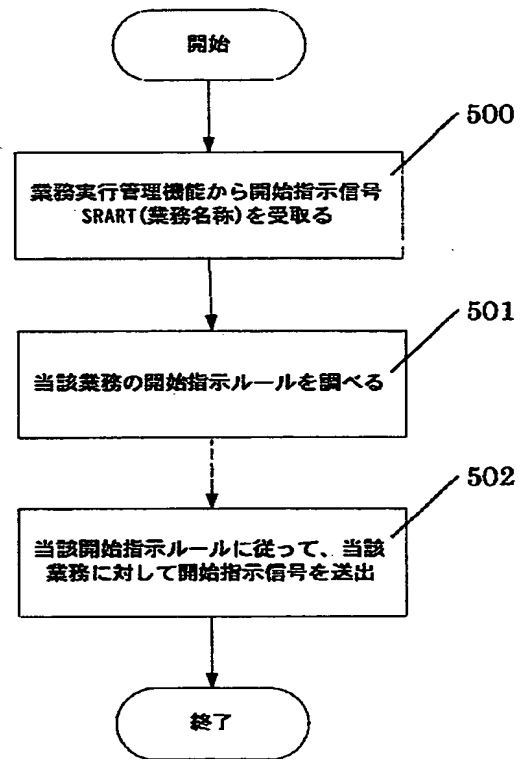 開始
500
業務実行管理機能から開始指示信号
SRART(業務名称)を受取る
501
当該業務の開始指示ルールを調べる
502
当該開始指示ルールに従って、当該
業務に対して開始指示信号を送出
終了